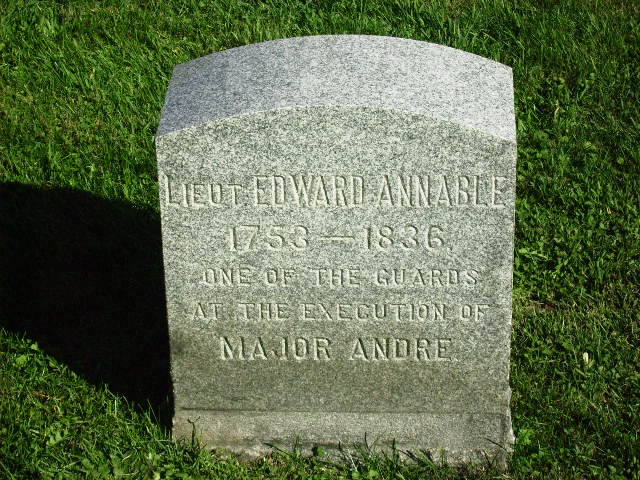 LIEUT. EDWARD ANNABLE
1753 — 1836.
ONE OF THE GUARDS
AT THE EXECUTION OF
MAJOR ANDRE.